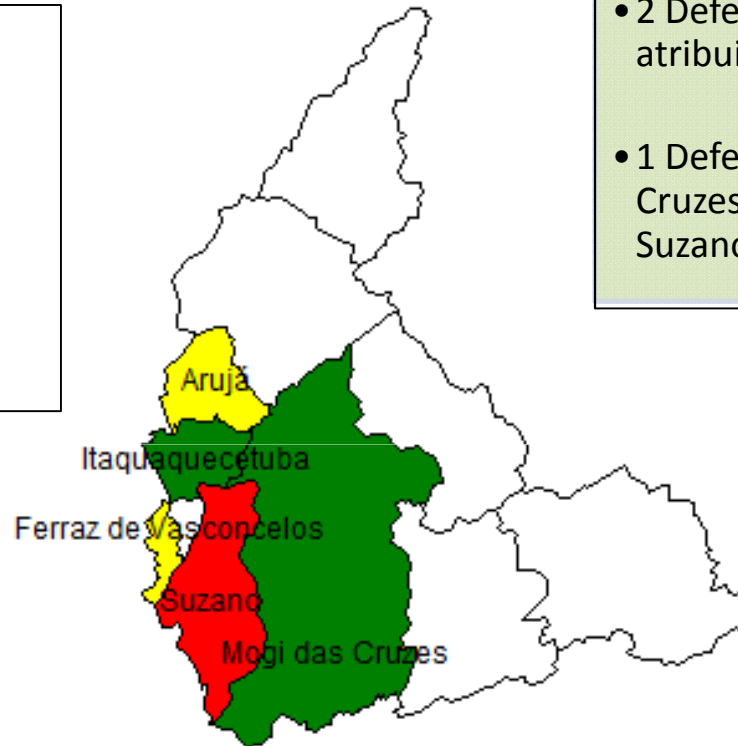 • 2 Defe
atribui
• 1 Defe
Cruzes
Suzano
Arujá
Itaquaquecetuba
Ferraz de Vasconcelos
Suzano
Mogi das Cruzes